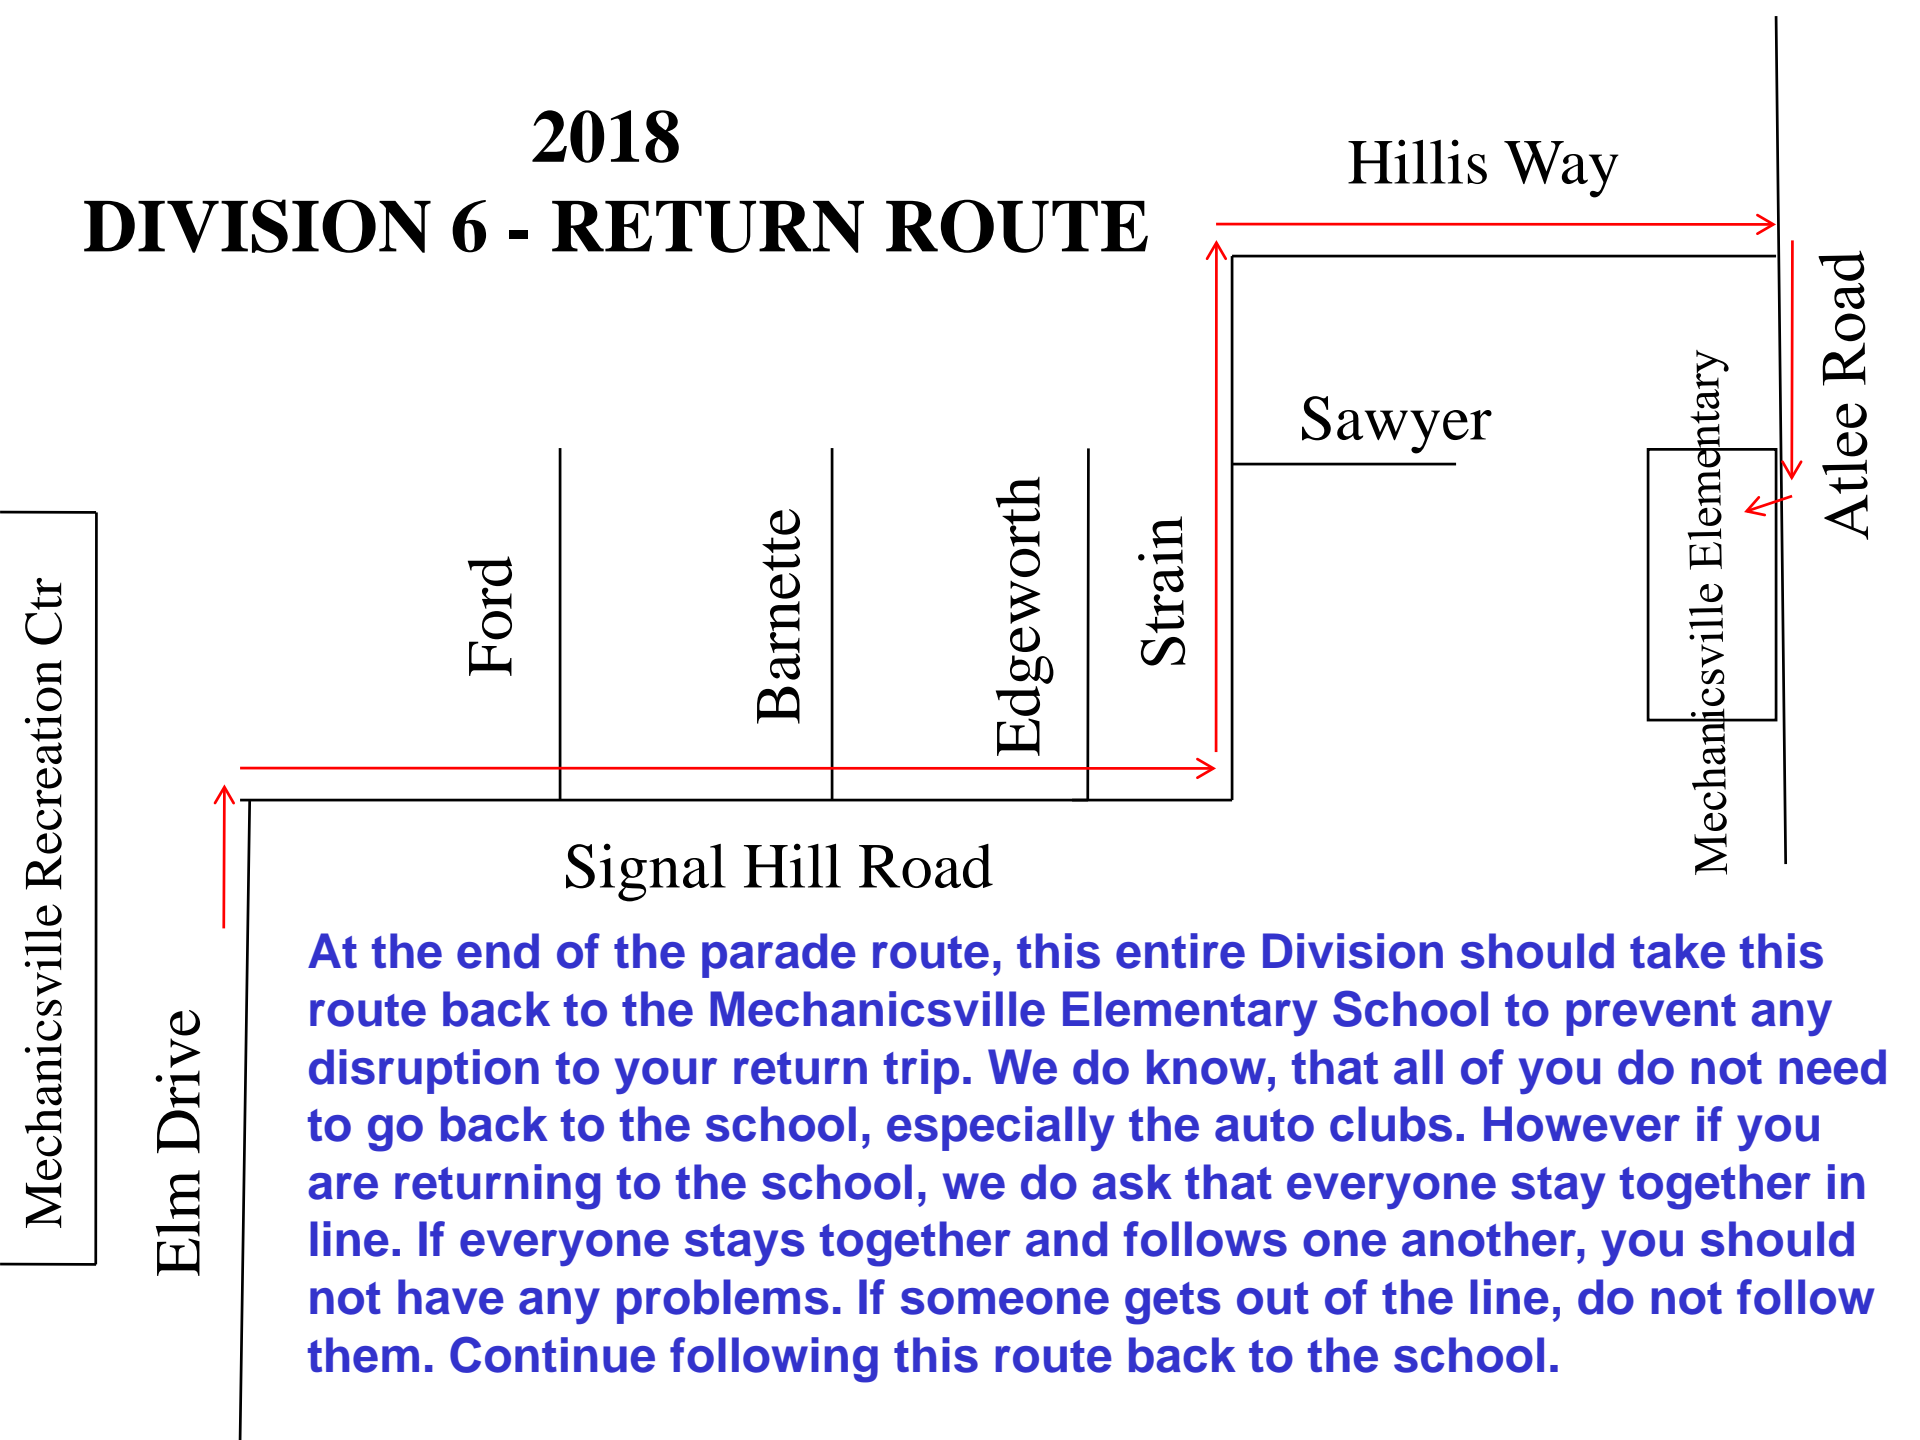 2018
DIVISION 6 - RETURN ROUTE
Hillis Way
Atlee Road
Sawyer
Mechanicsville Elementary
Strain
Edgeworth
Barnette
Ford
Mechanicsville Recreation Ctr
Signal Hill Road
Elm Drive
At the end of the parade route, this entire Division should take this
route back to the Mechanicsville Elementary School to prevent any
disruption to your return trip. We do know, that all of you do not need
to go back to the school, especially the auto clubs. However if you
are returning to the school, we do ask that everyone stay together in
line. If everyone stays together and follows one another, you should
not have any problems. If someone gets out of the line, do not follow
them. Continue following this route back to the school.